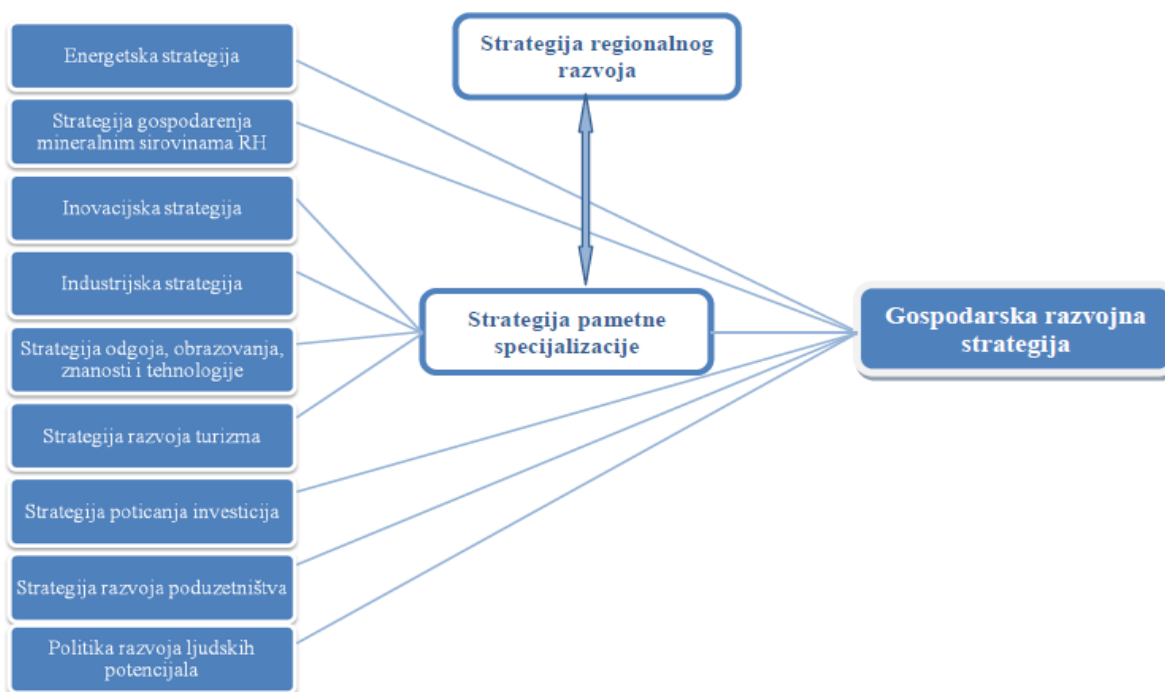 Energetska strategija
Strategija gospodarenja
mineralnim sirovinama RH
Inovacijska strategija
Industrijska strategija
Strategija odgoja, obrazovanja,
znanosti i tehnologije
Strategija razvoja turizma
Strategija poticanja investicija
Strategija razvoja poduzetništva
Politika razvoja ljudskih
potencijala
Strategija regionalnog
razvoja
Strategija pametne
specijalizacije
Gospodarska razvojna
strategija